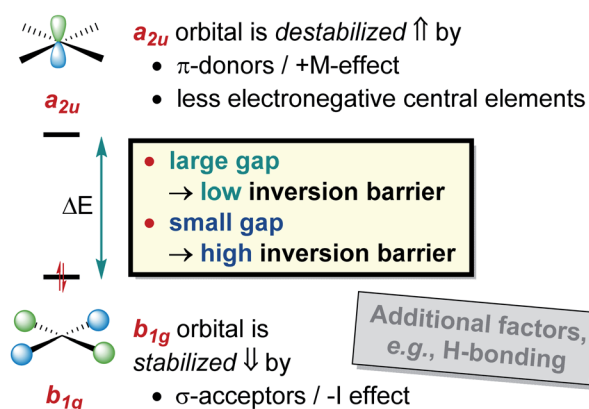 a2u orbital is destabilized ⇑ by
• π-donors / +M-effect
• less electronegative central elements
a2u
ΔE
• large gap
→ low inversion barrier
• small gap
→ high inversion barrier
Additional factors,
e.g., H-bonding
b1g orbital is
stabilized ⇓ by
• σ-acceptors / -I effect
b1g